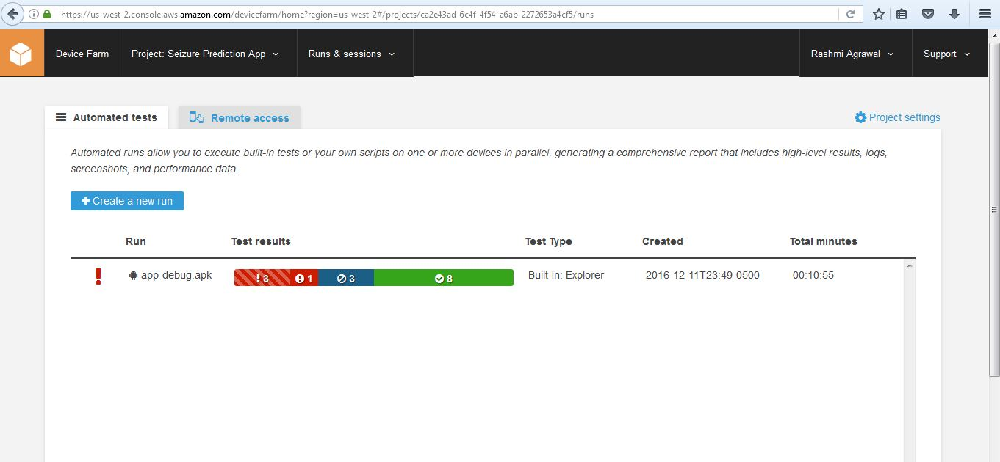 https://us-west-2.console.aws.amazon.com/devicefarm/home?region=us-west-2#/projects/ca2e43ad-6c4f-4f54-a6ab-2272653a4cf5/runs
Device Farm Project: Seizure Prediction App Runs & sessions Rashmi Agrawal Support
Automated tests Remote access Project settings
Automated runs allow you to execute built-in tests or your own scripts on one or more devices in parallel, generating a comprehensive report that includes high-level results, logs,
screenshots, and performance data.
+ Create a new run
Run Test results Test Type Created Total minutes
! app-debug.apk ! 3 ! 1 3 8 Built-In: Explorer 2016-12-11T23:49-0500 00:10:55